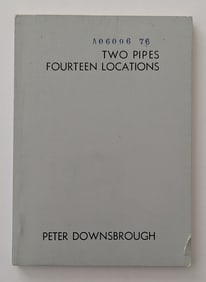 A06096 76
TWO PIPES
FOURTEEN LOCATIONS
PETER DOWNSBROUGH